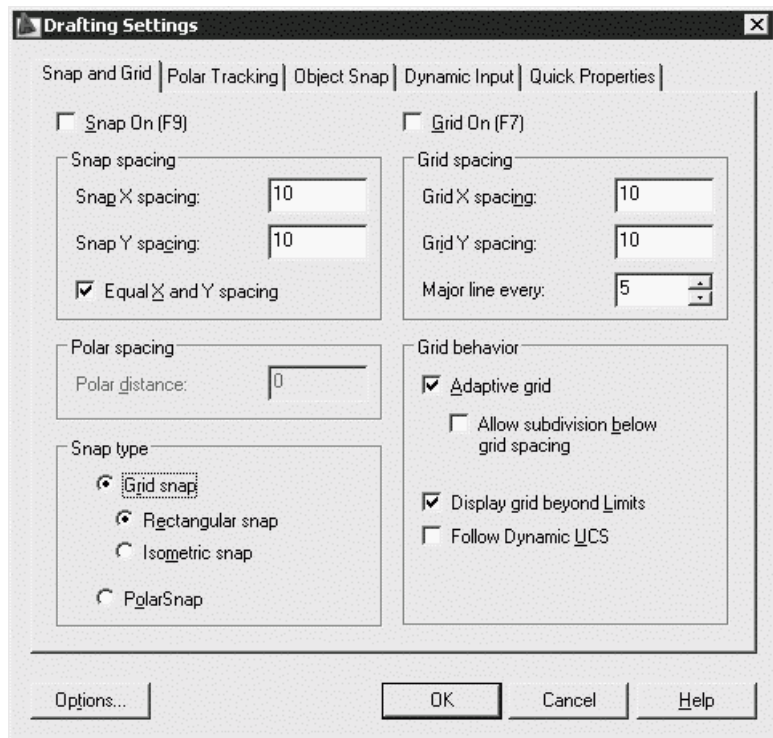 Drafting Settings
Snap and Grid Polar Tracking Object Snap Dynamic Input Quick Properties
Snap On (F9)
Snap spacing
Snap X spacing: 10
Snap Y spacing: 10
Equal X and Y spacing
Polar spacing
Polar distance: 0
Snap type
Grid snap
Rectangular snap
Isometric snap
PolarSnap
Grid On (F7)
Grid spacing
Grid X spacing: 10
Grid Y spacing: 10
Major line every: 5
Grid behavior
Adaptive grid
Allow subdivision below
grid spacing
Display grid beyond Limits
Follow Dynamic UCS
Options... OK Cancel Help